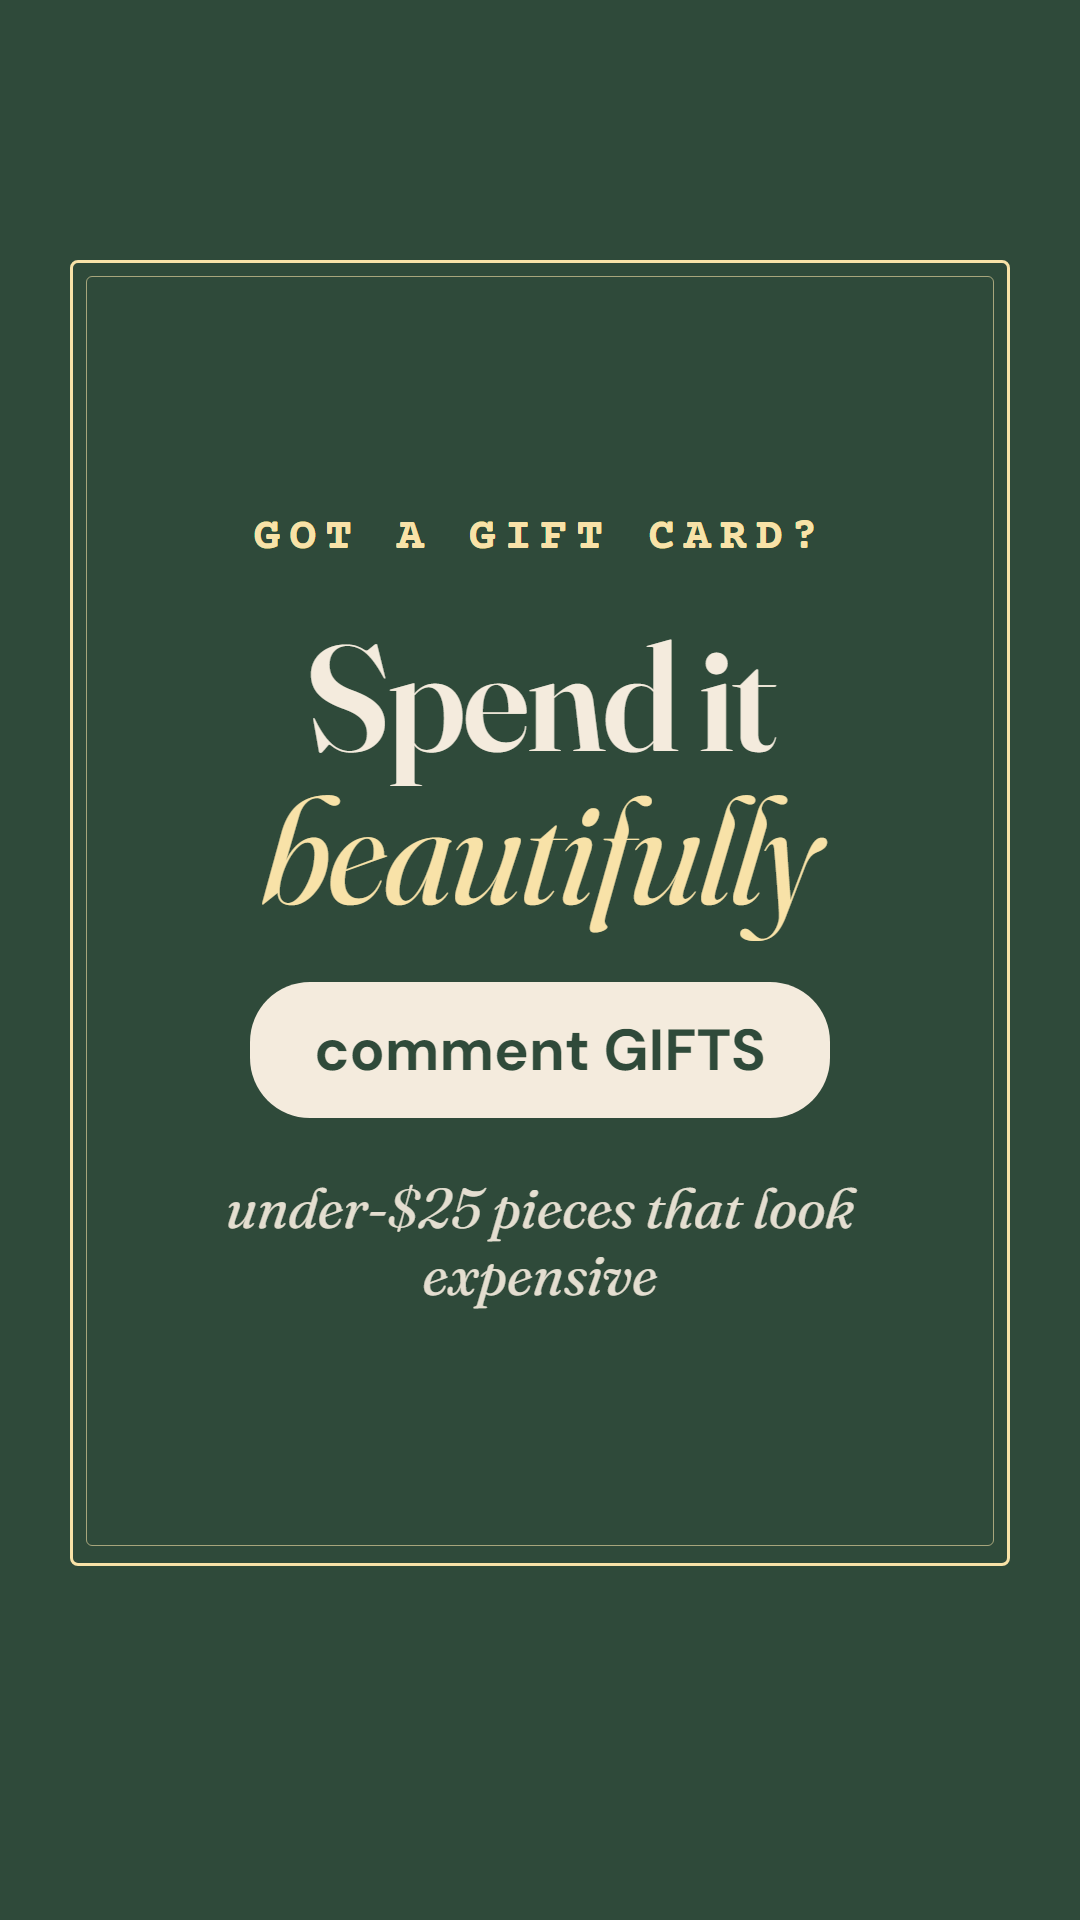 GOT A GIFT CARD?
Spend it
beautifully
comment GIFTS
under-$25 pieces that look
expensive